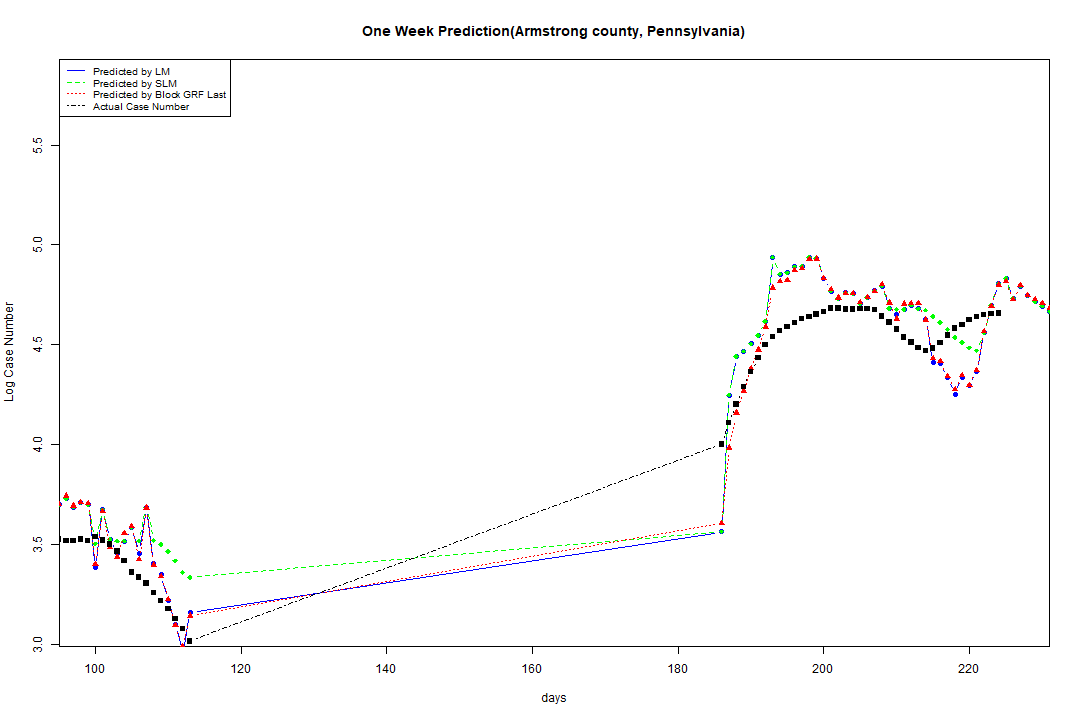 One Week Prediction(Armstrong county, Pennsylvania)
Predicted by LM
Predicted by SLM
Predicted by Block GRF Last
Actual Case Number
5.5
5.0
4.5
4.0
3.5
3.0
Log Case Number
100 120 140 160 180 200 220
days